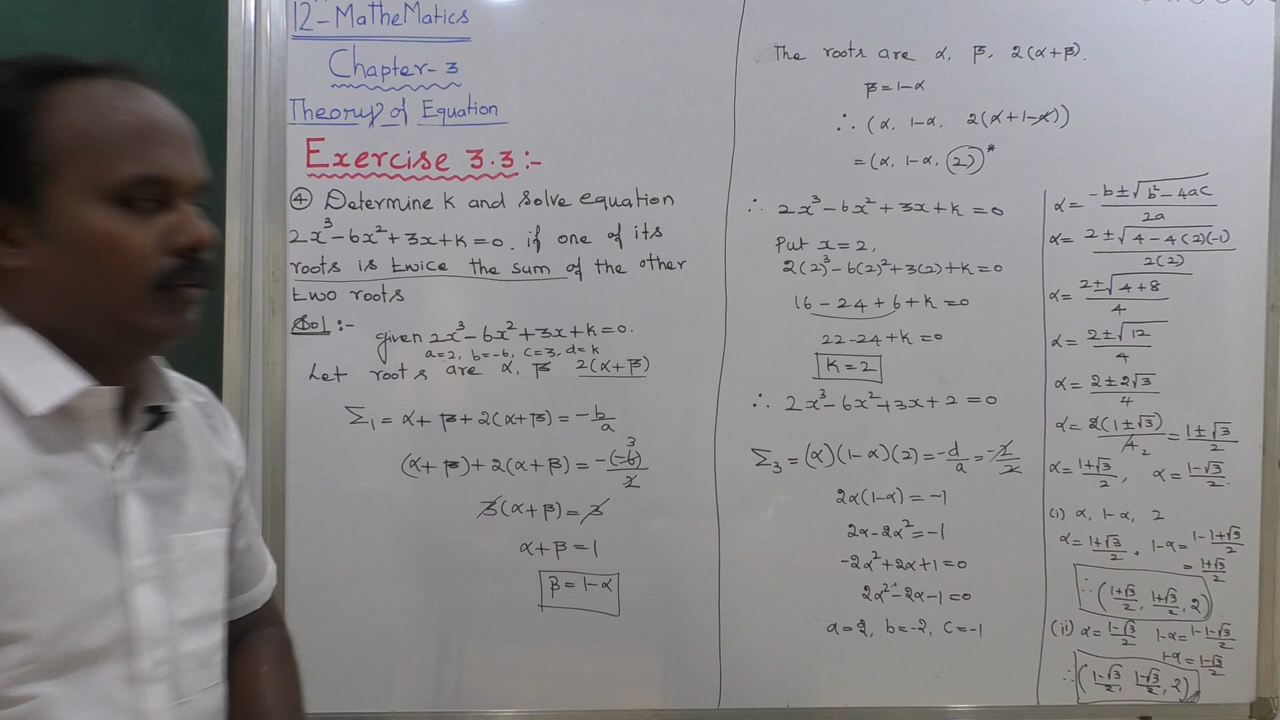 12-MatheMatics
Chapter-3
Theory of Equation
Exercise 3.3:-
④ Determine k and solve equation
2x³-6x²+3x+k=0. if one of its
roots is twice the sum of the other
two roots
Sol:-
given 2x³-6x²+3x+k=0.
a=2, b=-6, c=3, d=k
Let roots are α, β 2(α+β)
Σ₁=α+β+2(α+β)=-b/a
(α+β)+2(α+β)=-(-6)/2 3
3(α+β)=3
α+β=1
β=1-α
The roots are α, β, 2(α+β).
β=1-α
∴(α, 1-α, 2(α+1-α))
=(α, 1-α, 2)*
∴ 2x³-6x²+3x+k=0
Put x=2,
2(2)³-6(2)²+3(2)+k=0
16-24+6+k=0
22-24+k=0
k=2
∴ 2x³-6x²+3x+2=0
Σ₃=(α)(1-α)(2)=-d/a=-2/2
2α(1-α)=-1
2α-2α²=-1
-2α²+2α+1=0
2α²-2α-1=0
a=2, b=-2, c=-1
α=-b±√b²-4ac/2a
α=2±√4-4(2)(-1)/2(2)
α=2±√4+8/4
α=2±√12/4
α=2±2√3/4
α=2(1±√3)/4 2=1±√3/2
α=1+√3/2, α=1-√3/2.
(i) α, 1-α, 2
α=1+√3/2, 1-α=1-1+√3/2
=1+√3/2
∴(1+√3/2, 1+√3/2, 2)
(ii) α=1-√3/2 1-α=1-1-√3/2
1-α=1-√3/2
∴(1-√3/2, 1-√3/2, 2)